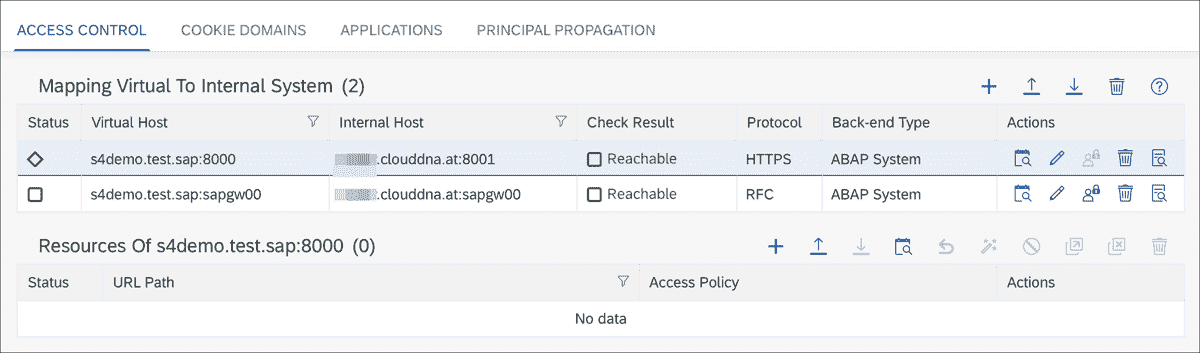 ACCESS CONTROL COOKIE DOMAINS APPLICATIONS PRINCIPAL PROPAGATION
Mapping Virtual To Internal System (2)
Status Virtual Host Internal Host Check Result Protocol Back-end Type Actions
s4demo.test.sap:8000 .clouddna.at:8001 Reachable HTTPS ABAP System
s4demo.test.sap:sapgw00 .clouddna.at:sapgw00 Reachable RFC ABAP System
Resources Of s4demo.test.sap:8000 (0)
Status URL Path Access Policy Actions
No data